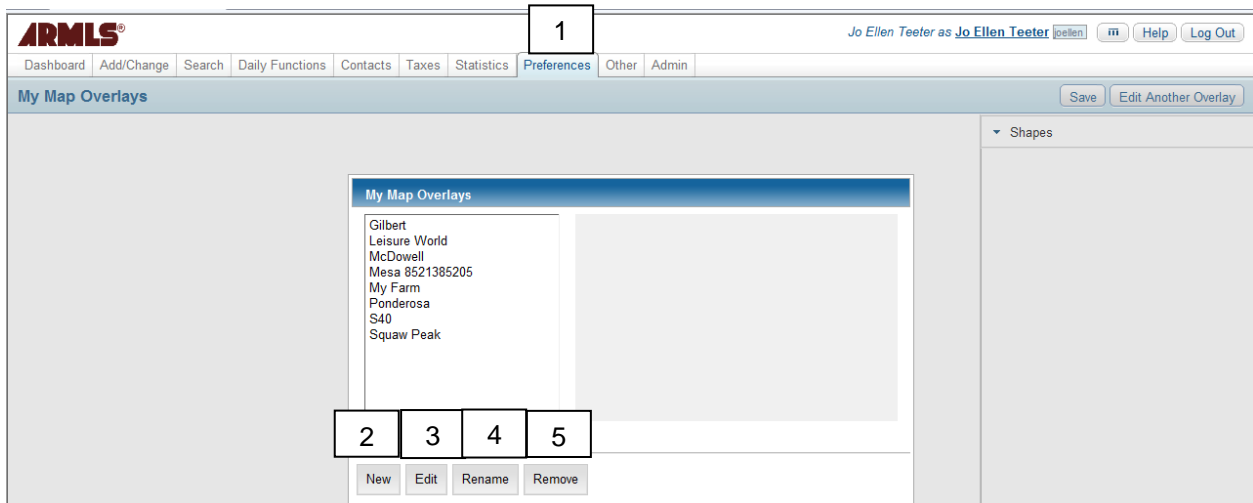 1
ARMLS®
Jo Ellen Teeter as Jo Ellen Teeter joellen m Help Log Out
Dashboard Add/Change Search Daily Functions Contacts Taxes Statistics Preferences Other Admin
My Map Overlays Save Edit Another Overlay
Shapes
My Map Overlays
Gilbert
Leisure World
McDowell
Mesa 8521385205
My Farm
Ponderosa
S40
Squaw Peak
2 3 4 5
New Edit Rename Remove